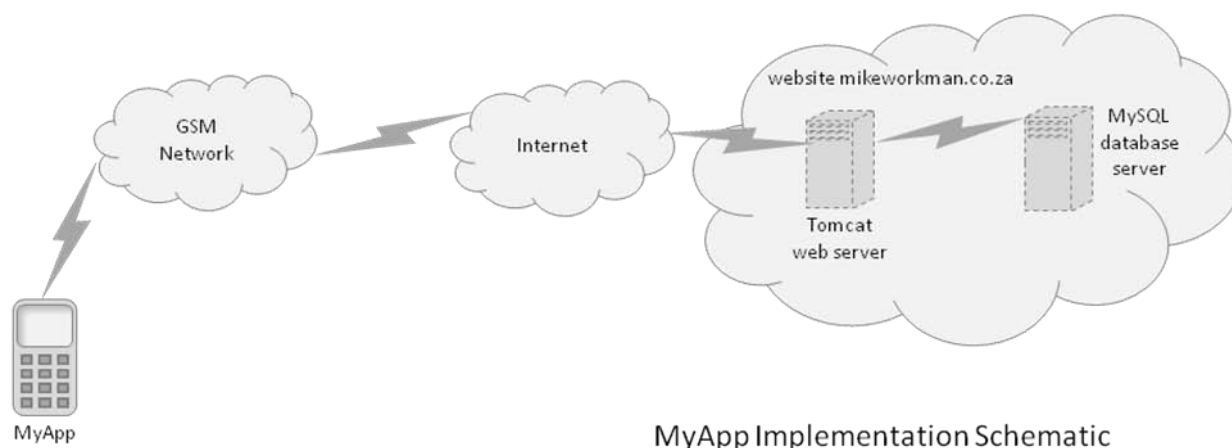 GSM
Network
Internet
website mikeworkman.co.za
MySQL
database
server
Tomcat
web server
MyApp
MyApp Implementation Schematic